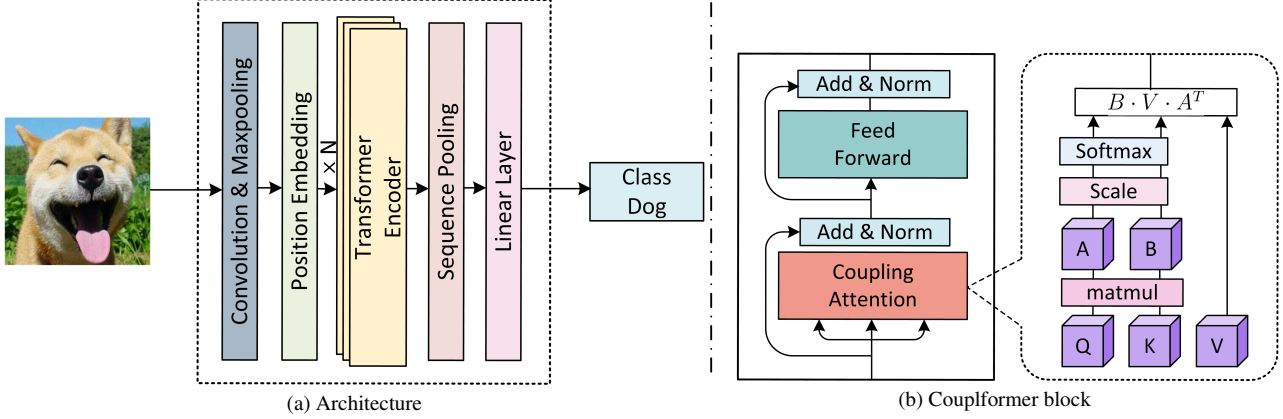 Convolution & Maxpooling
Position Embedding
× N
Transformer
Encoder
Sequence Pooling
Linear Layer
Class
Dog
(a) Architecture
Add & Norm
Feed
Forward
Add & Norm
Coupling
Attention
B · V · Aᵀ
Softmax
Scale
A
B
matmul
Q
K
V
(b) Couplformer block